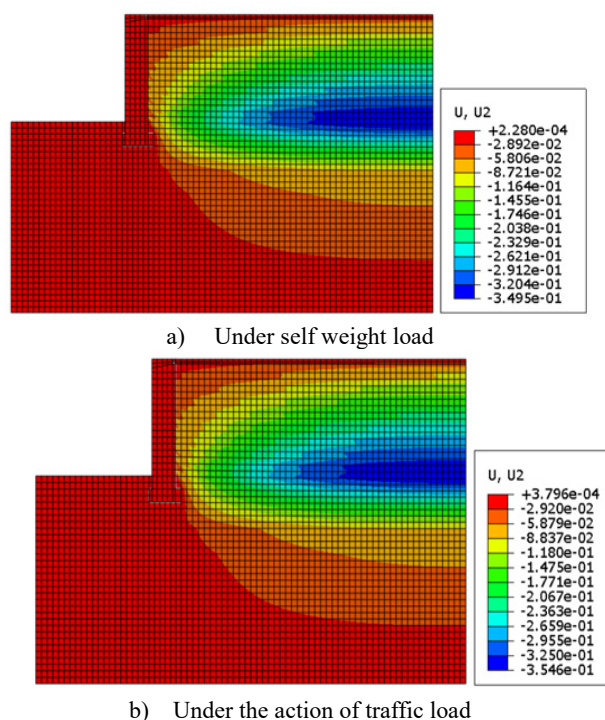 U, U2
+2.280e-04
-2.892e-02
-5.806e-02
-8.721e-02
-1.164e-01
-1.455e-01
-1.746e-01
-2.038e-01
-2.329e-01
-2.621e-01
-2.912e-01
-3.204e-01
-3.495e-01
a) Under self weight load
U, U2
+3.796e-04
-2.920e-02
-5.879e-02
-8.837e-02
-1.180e-01
-1.475e-01
-1.771e-01
-2.067e-01
-2.363e-01
-2.659e-01
-2.955e-01
-3.250e-01
-3.546e-01
b) Under the action of traffic load